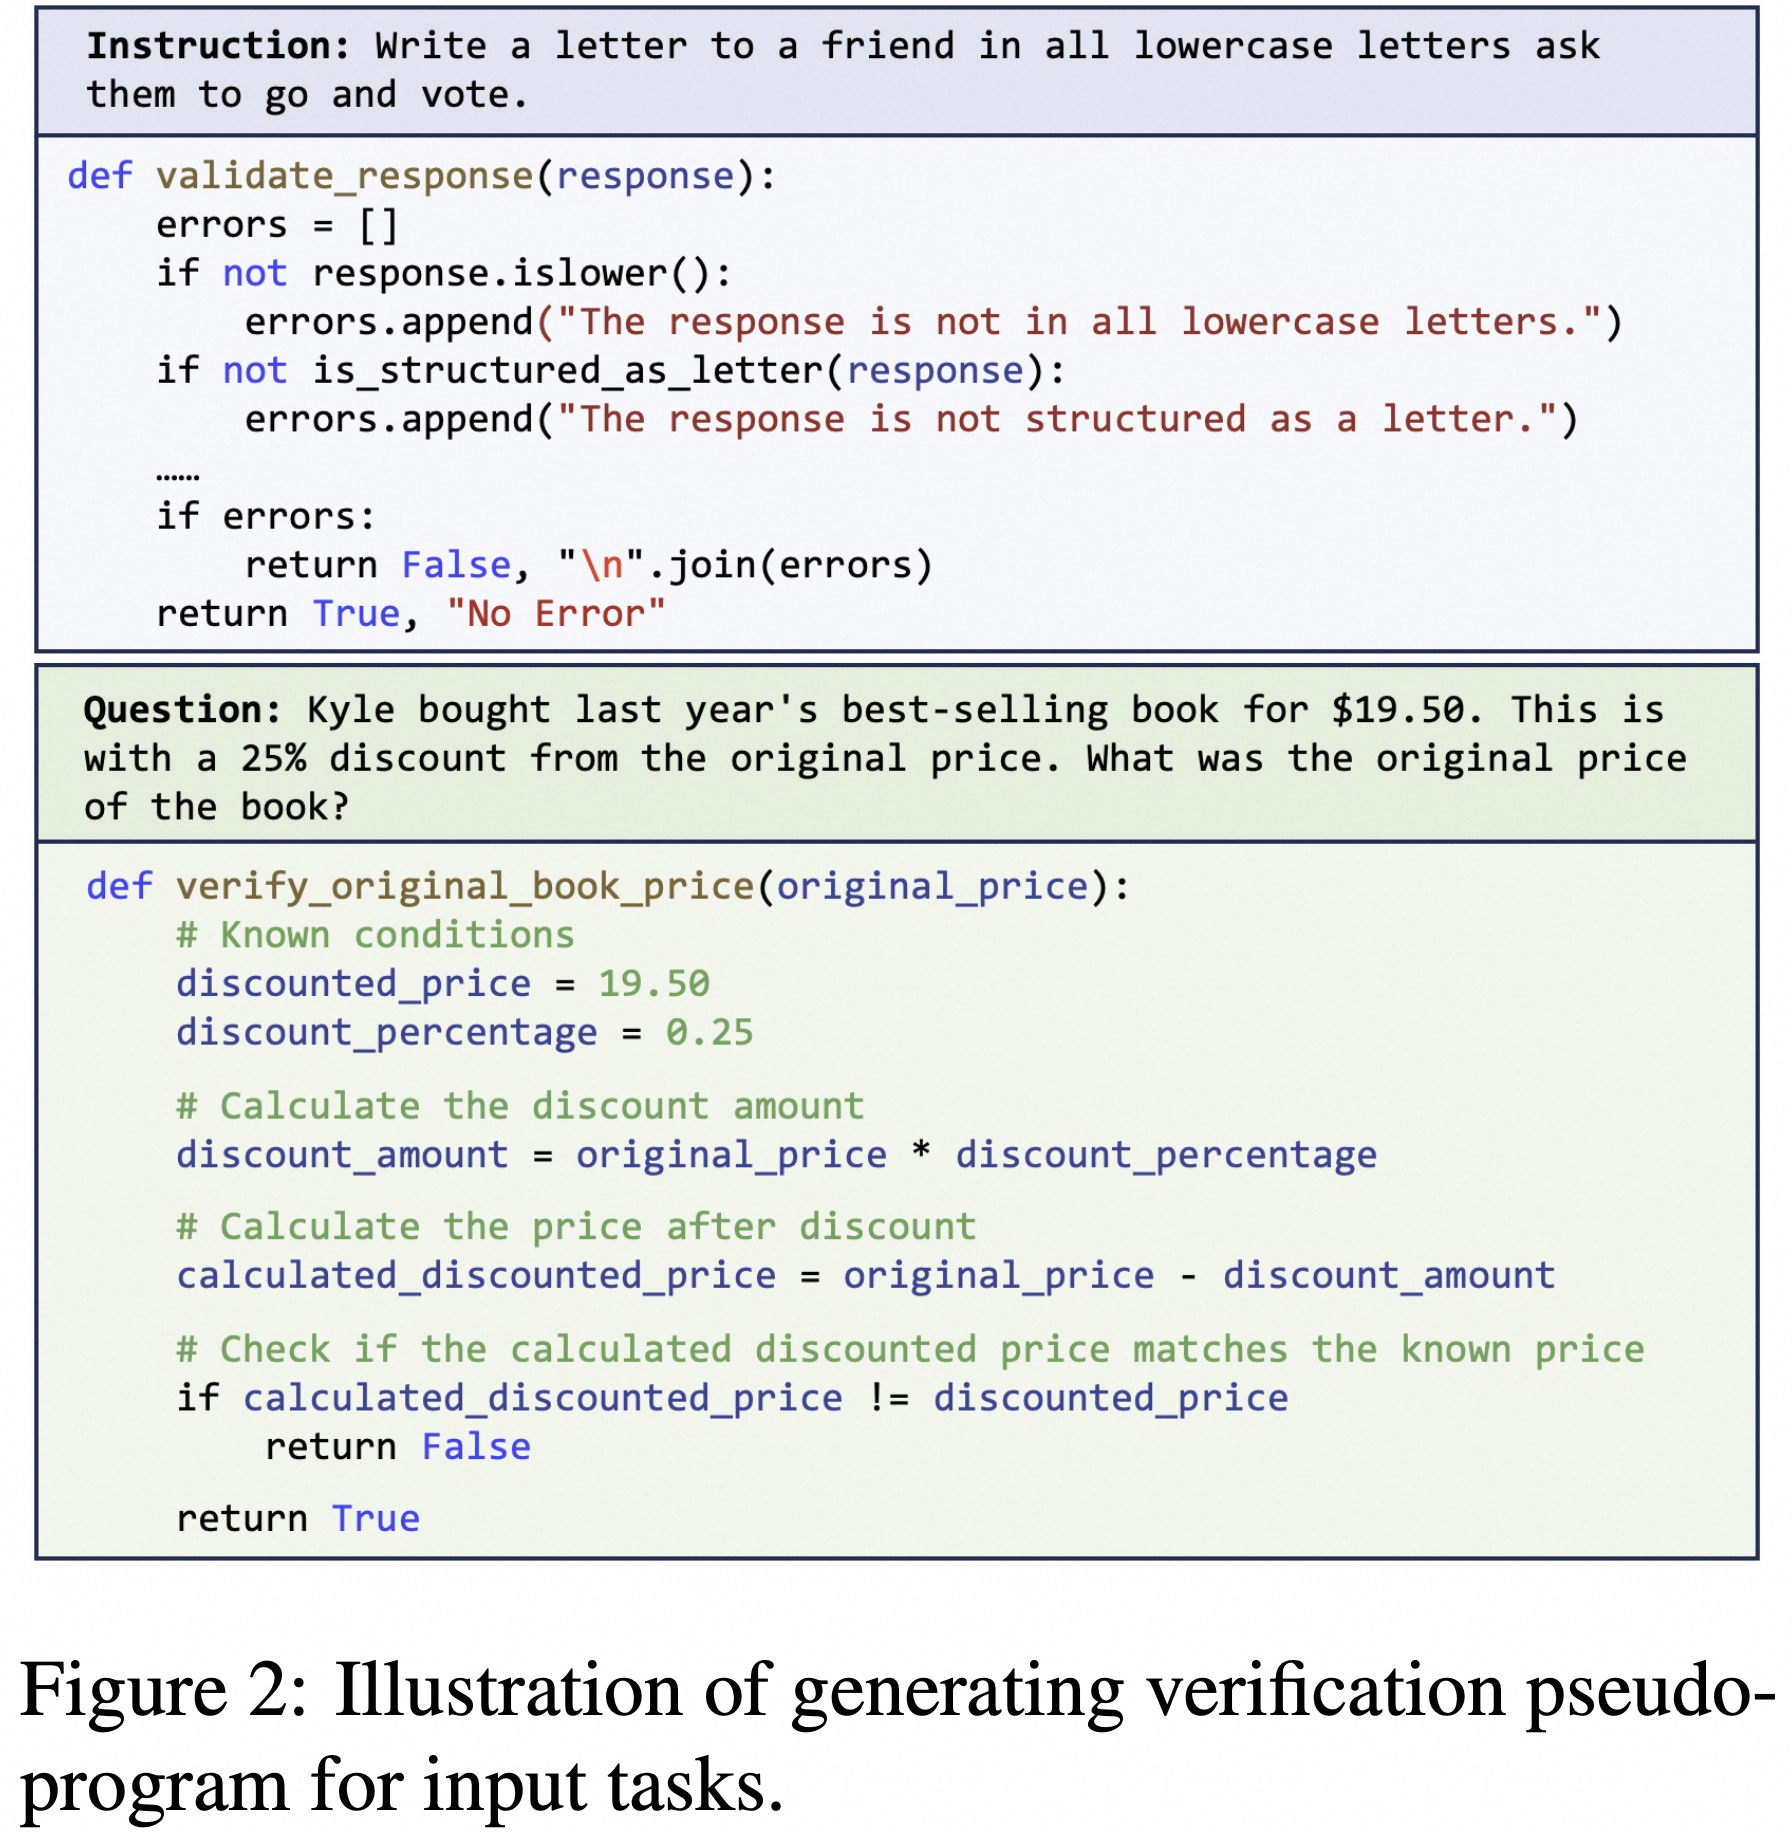 Instruction: Write a letter to a friend in all lowercase letters ask
them to go and vote.
def validate_response(response):
    errors = []
    if not response.islower():
        errors.append("The response is not in all lowercase letters.")
    if not is_structured_as_letter(response):
        errors.append("The response is not structured as a letter.")
    ……
    if errors:
        return False, "\n".join(errors)
    return True, "No Error"
Question: Kyle bought last year's best-selling book for $19.50. This is
with a 25% discount from the original price. What was the original price
of the book?
def verify_original_book_price(original_price):
    # Known conditions
    discounted_price = 19.50
    discount_percentage = 0.25
    # Calculate the discount amount
    discount_amount = original_price * discount_percentage
    # Calculate the price after discount
    calculated_discounted_price = original_price - discount_amount
    # Check if the calculated discounted price matches the known price
    if calculated_discounted_price != discounted_price
        return False
    return True
Figure 2: Illustration of generating verification pseudo-
program for input tasks.